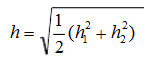 h = √(1/2 (h₁² + h₂²))